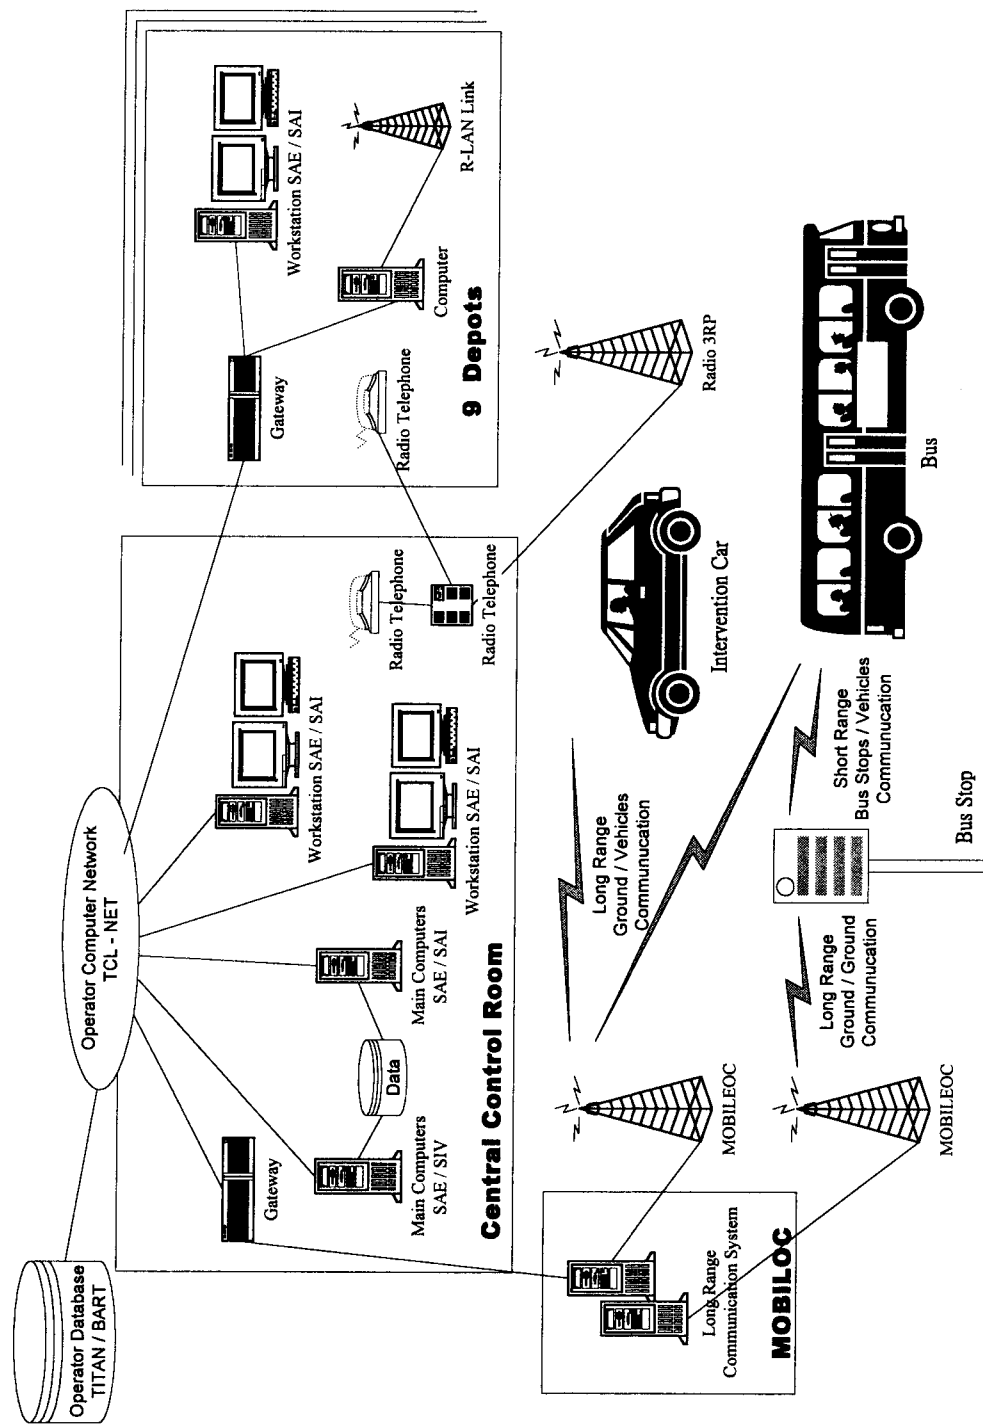 Operator Database
TITAN / BART
Operator Computer Network
TCL - NET
Gateway
Main Computers
SAE / SIV
Data
Main Computers
SAE / SAI
Workstation SAE / SAI
Workstation SAE / SAI
Radio Telephone
Radio Telephone
Central Control Room
Gateway
Workstation SAE / SAI
Computer
R-LAN Link
Radio Telephone
9 Depots
Long Range
Communication System
MOBILOC
MOBILEOC
MOBILEOC
Long Range
Ground / Vehicles
Communucation
Intervention Car
Radio 3RP
Long Range
Ground / Ground
Communucation
Short Range
Bus Stops / Vehicles
Communucation
Bus Stop
Bus